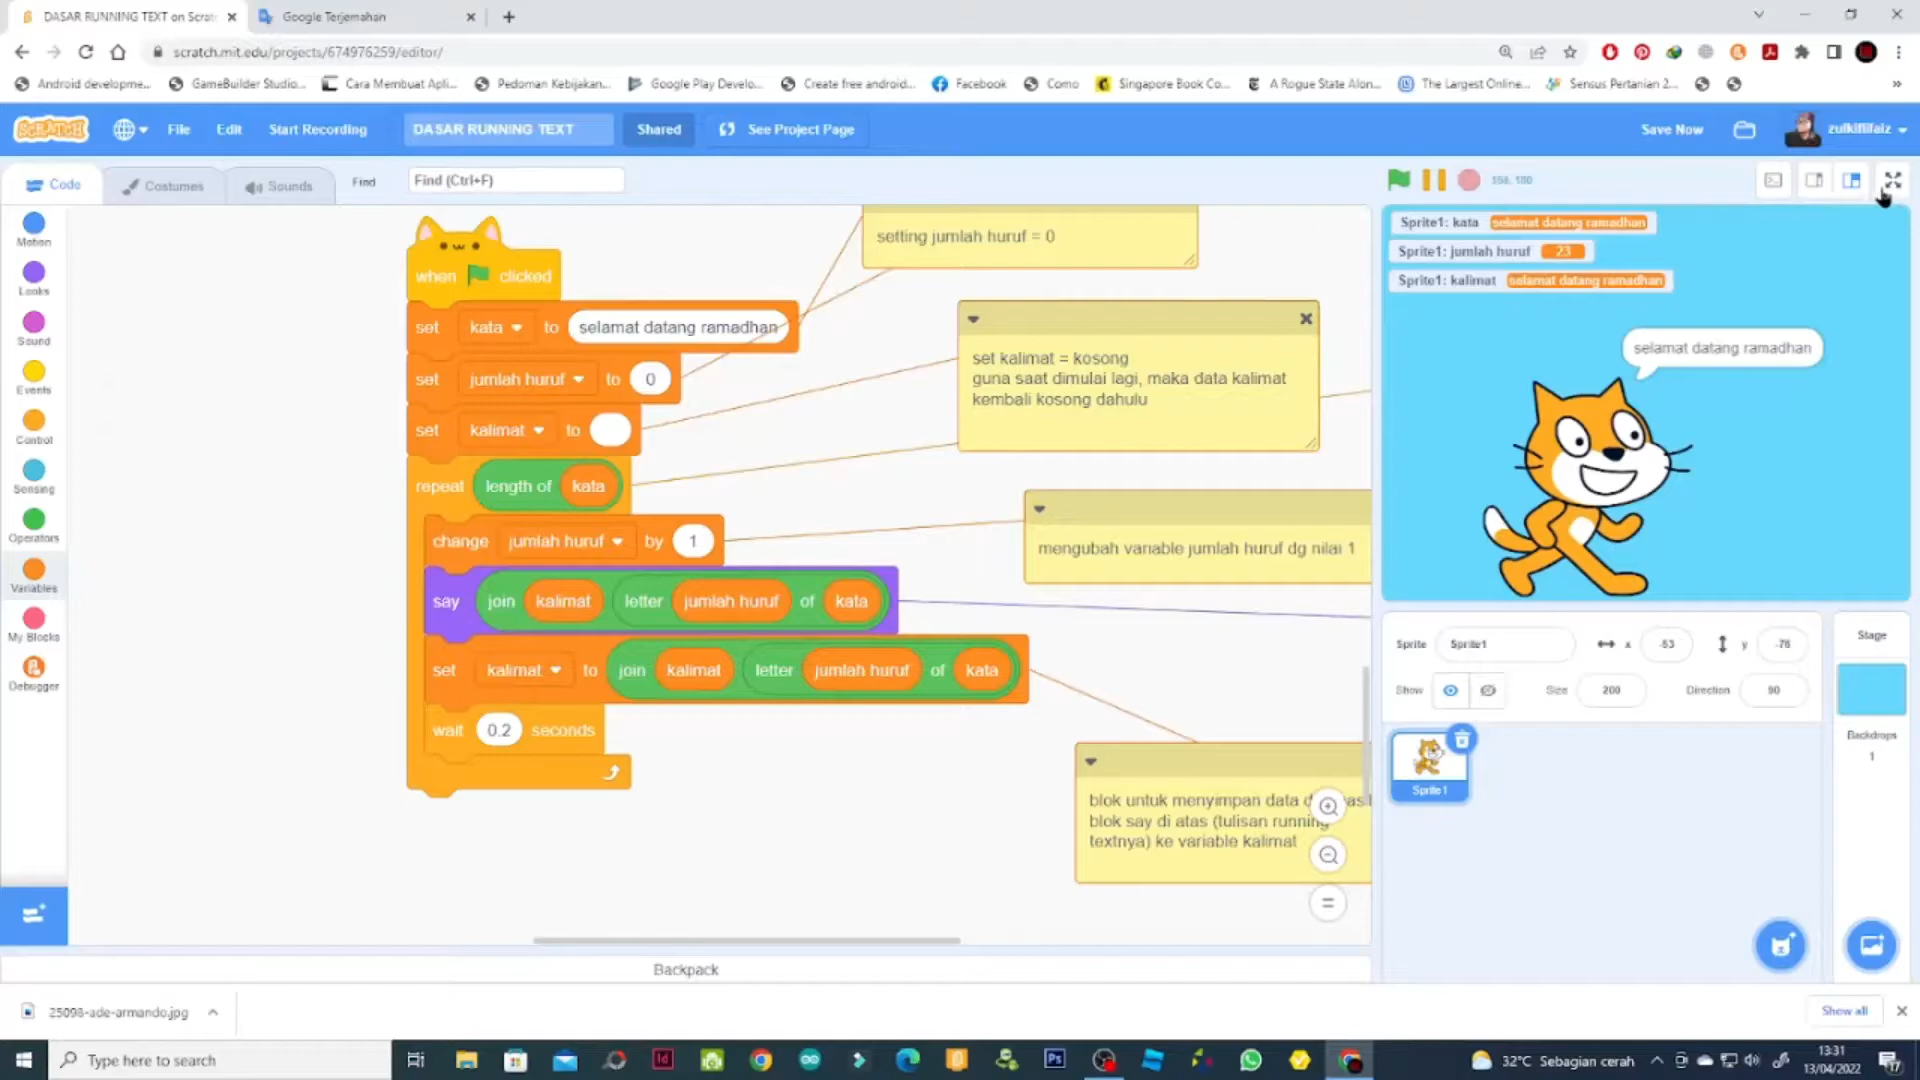 DASAR RUNNING TEXT on Scratc
Google Terjemahan
scratch.mit.edu/projects/674976259/editor/
Android developme...
GameBuilder Studio...
Cara Membuat Apli...
Pedoman Kebijakan...
Google Play Develo...
Create free android...
Facebook
Como
Singapore Book Co...
A Rogue State Alon...
The Largest Online...
Sensus Pertanian 2...
SCRATCH
File
Edit
Start Recording
DASAR RUNNING TEXT
Shared
See Project Page
Save Now
zulkiflifaiz
Code
Costumes
Sounds
Find
Find (Ctrl+F)
Motion
Looks
Sound
Events
Control
Sensing
Operators
Variables
My Blocks
Debugger
when clicked
set kata to selamat datang ramadhan
set jumlah huruf to 0
set kalimat to
repeat length of kata
change jumlah huruf by 1
say join kalimat letter jumlah huruf of kata
set kalimat to join kalimat letter jumlah huruf of kata
wait 0.2 seconds
setting jumlah huruf = 0
set kalimat = kosong
guna saat dimulai lagi, maka data kalimat
kembali kosong dahulu
mengubah variable jumlah huruf dg nilai 1
blok untuk menyimpan data
blok say di atas (tulisan running
textnya) ke variable kalimat
Backpack
Sprite1: kata selamat datang ramadhan
Sprite1: jumlah huruf 23
Sprite1: kalimat selamat datang ramadhan
selamat datang ramadhan
Sprite Sprite1 x -53 y -76
Show Size 200 Direction 90
Sprite1
Stage
Backdrops
1
25098-ade-armando.jpg
Show all
Type here to search
32°C Sebagian cerah
13:31
13/04/2022
17